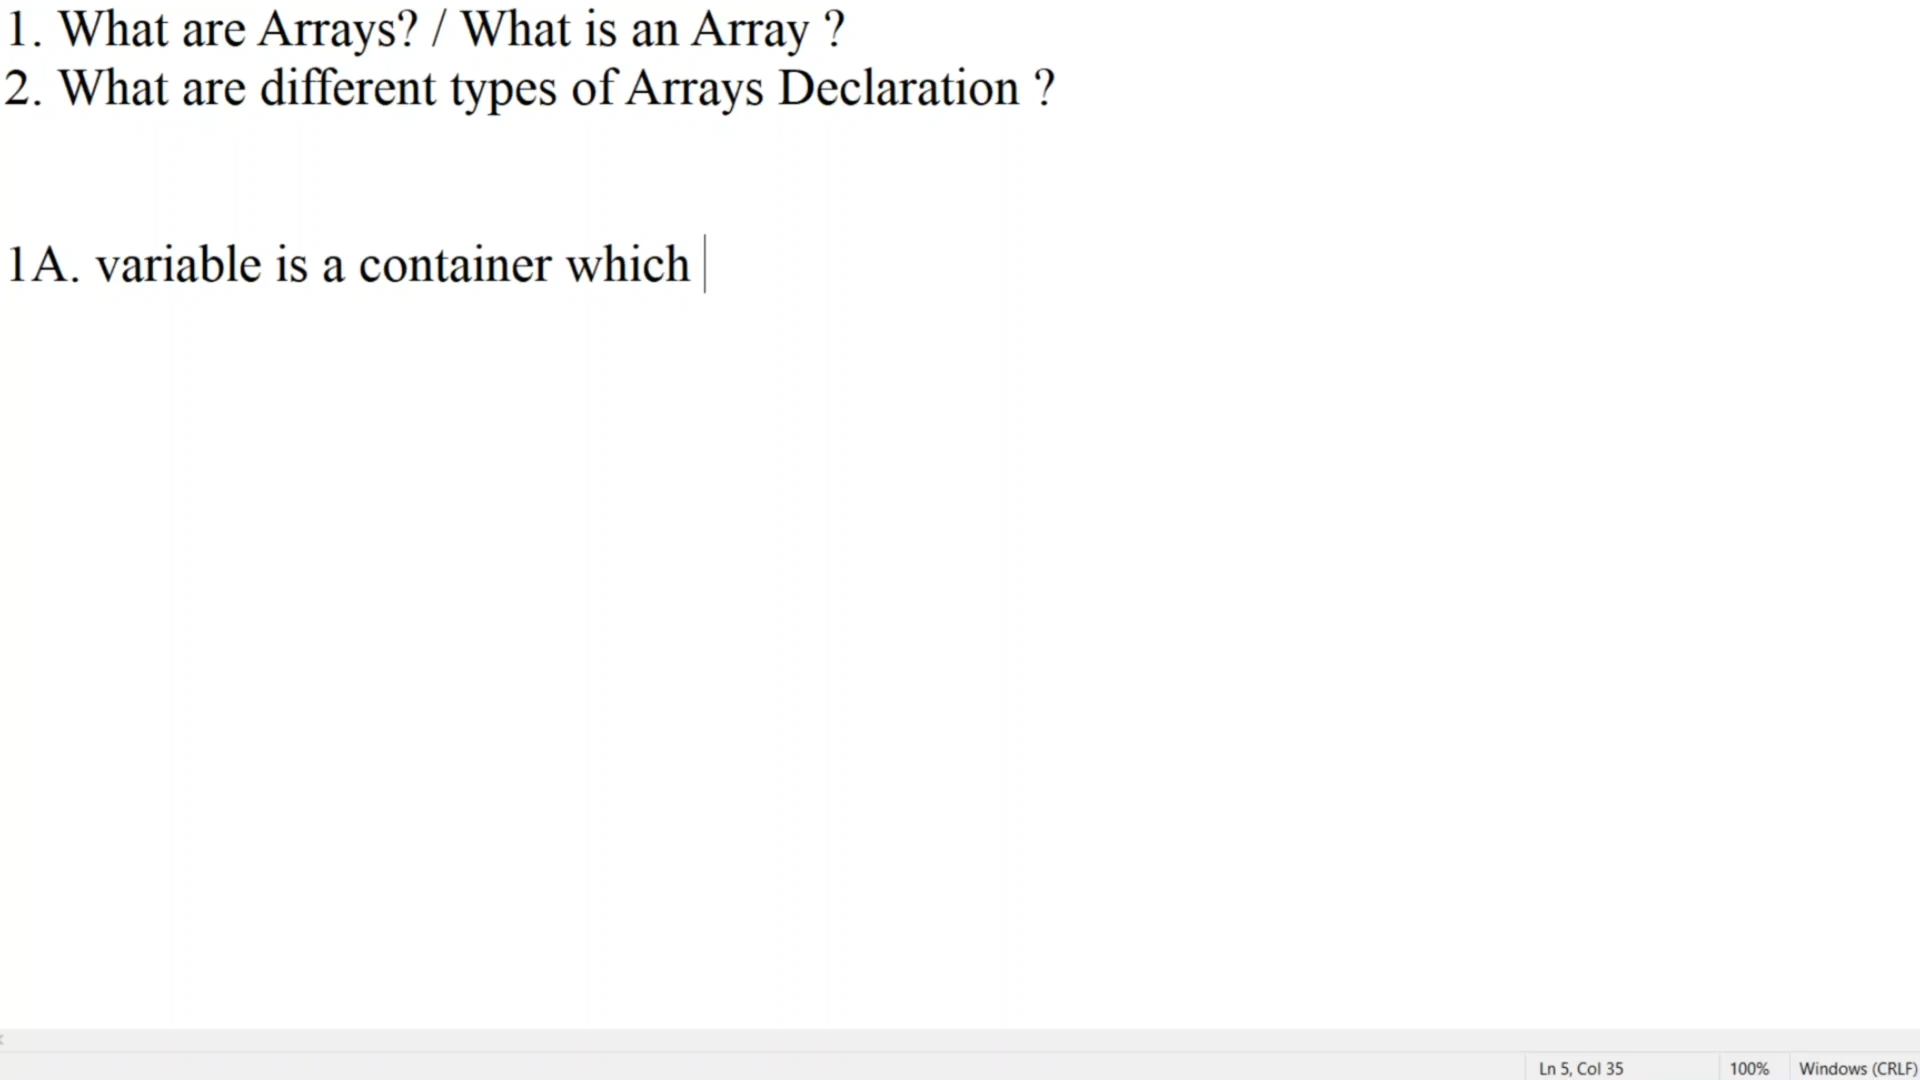 1. What are Arrays? / What is an Array ?
2. What are different types of Arrays Declaration ?
1A. variable is a container which
Ln 5, Col 35 100% Windows (CRLF)